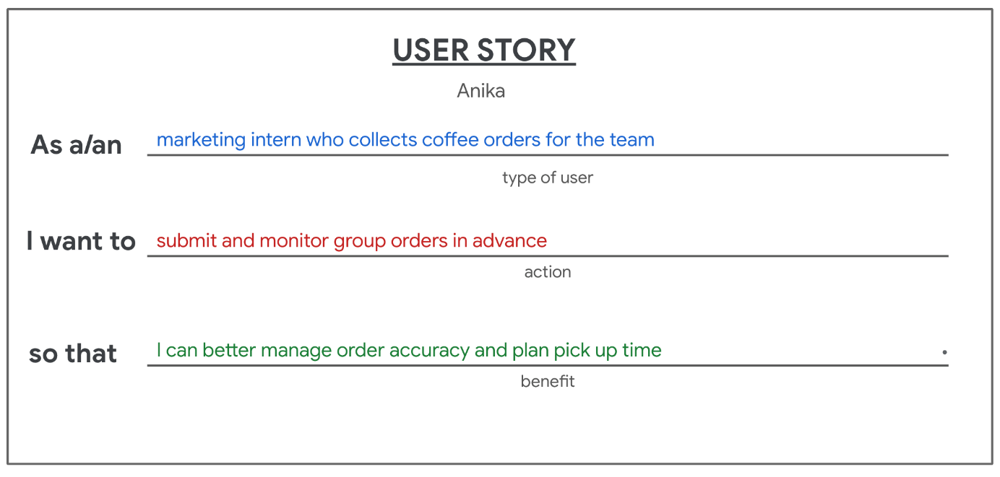 USER STORY
Anika
As a/an marketing intern who collects coffee orders for the team
type of user
I want to submit and monitor group orders in advance
action
so that I can better manage order accuracy and plan pick up time .
benefit